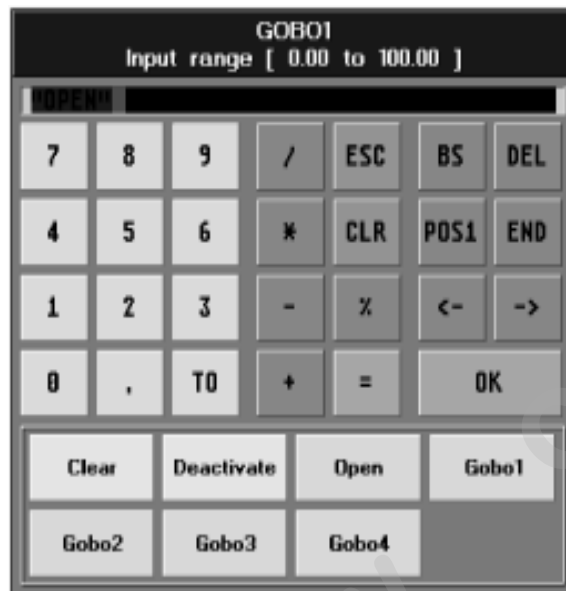 GOBO1
Input range [ 0.00 to 100.00 ]
"OPEN"
7 8 9 / ESC BS DEL
4 5 6 * CLR POS1 END
1 2 3 - % <- ->
0 . TO + = OK
Clear Deactivate Open Gobo1
Gobo2 Gobo3 Gobo4